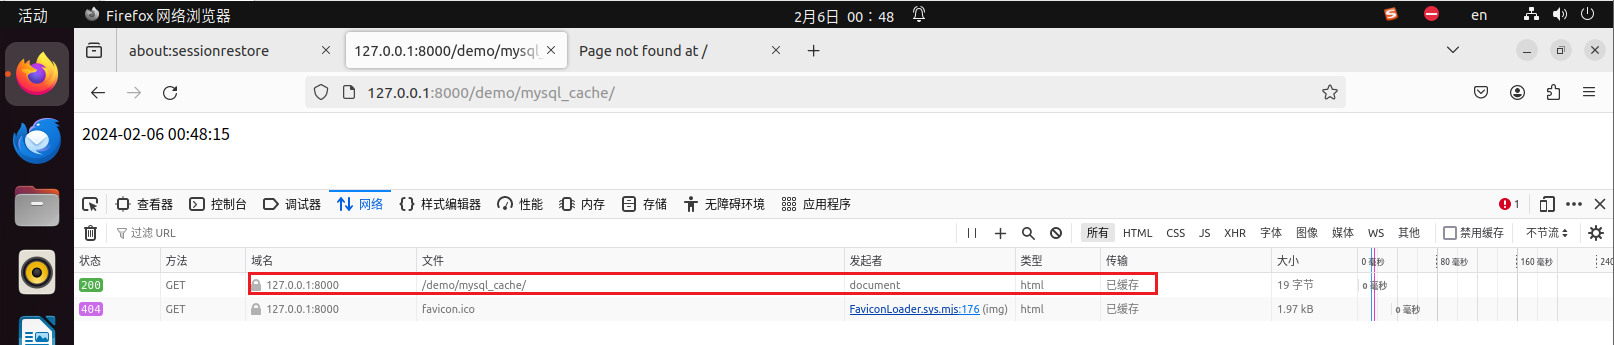 活动 Firefox 网络浏览器 2月6日 00：48 en
about:sessionrestore 127.0.0.1:8000/demo/mysql_ Page not found at /
127.0.0.1:8000/demo/mysql_cache/
2024-02-06 00:48:15
查看器 控制台 调试器 网络 样式编辑器 性能 内存 存储 无障碍环境 应用程序 1
过滤 URL 所有 HTML CSS JS XHR 字体 图像 媒体 WS 其他 禁用缓存 不节流
状态 方法 域名 文件 发起者 类型 传输 大小 0 毫秒 80 毫秒 160 毫秒 240
200 GET 127.0.0.1:8000 /demo/mysql_cache/ document html 已缓存 19 字节 0 毫秒
404 GET 127.0.0.1:8000 favicon.ico FaviconLoader.sys.mjs:176 (img) html 已缓存 1.97 kB 0 毫秒